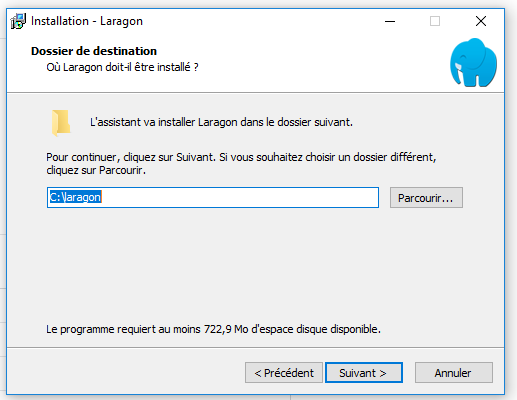 Installation - Laragon
Dossier de destination
Où Laragon doit-il être installé ?
L'assistant va installer Laragon dans le dossier suivant.
Pour continuer, cliquez sur Suivant. Si vous souhaitez choisir un dossier différent,
cliquez sur Parcourir.
C:\laragon
Parcourir...
Le programme requiert au moins 722,9 Mo d'espace disque disponible.
< Précédent
Suivant >
Annuler